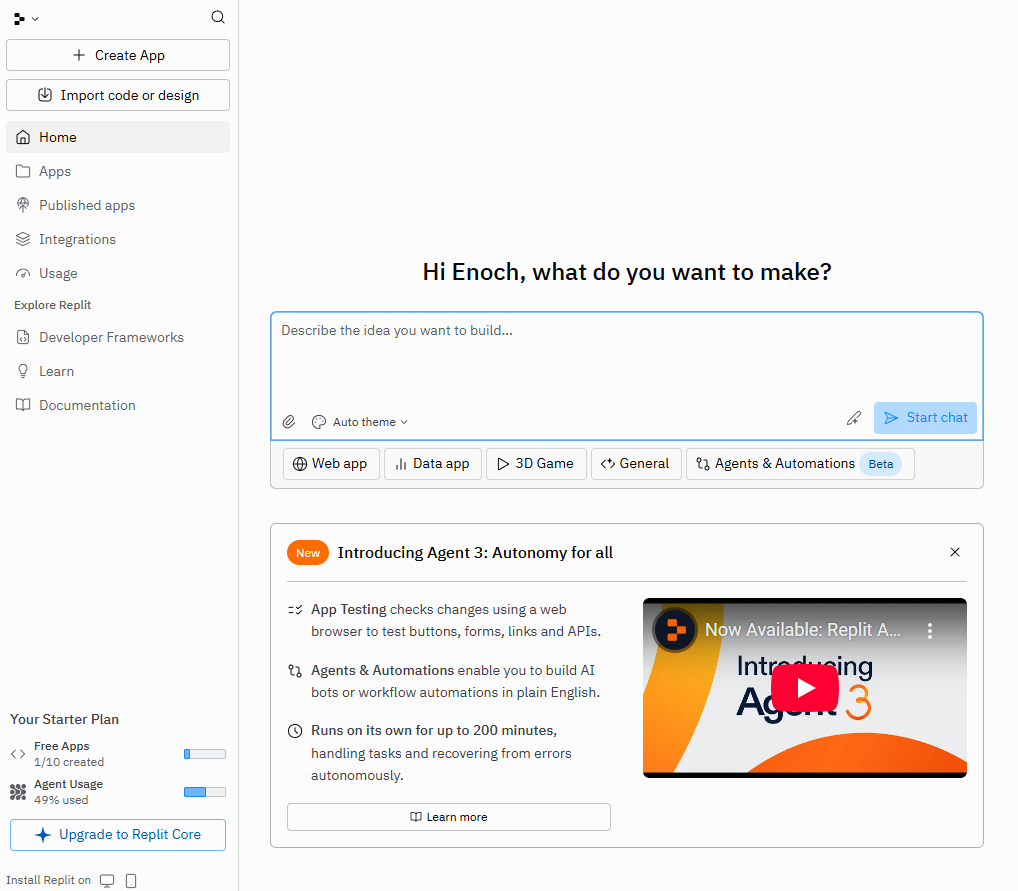 Create App
Import code or design
Home
Apps
Published apps
Integrations
Usage
Explore Replit
Developer Frameworks
Learn
Documentation
Your Starter Plan
Free Apps
1/10 created
Agent Usage
49% used
Upgrade to Replit Core
Install Replit on
Hi Enoch, what do you want to make?
Describe the idea you want to build...
Auto theme
Start chat
Web app
Data app
3D Game
General
Agents & Automations Beta
New Introducing Agent 3: Autonomy for all
App Testing checks changes using a web
browser to test buttons, forms, links and APIs.
Agents & Automations enable you to build AI
bots or workflow automations in plain English.
Runs on its own for up to 200 minutes,
handling tasks and recovering from errors
autonomously.
Learn more
Now Available: Replit A...
Introducing
Agent 3